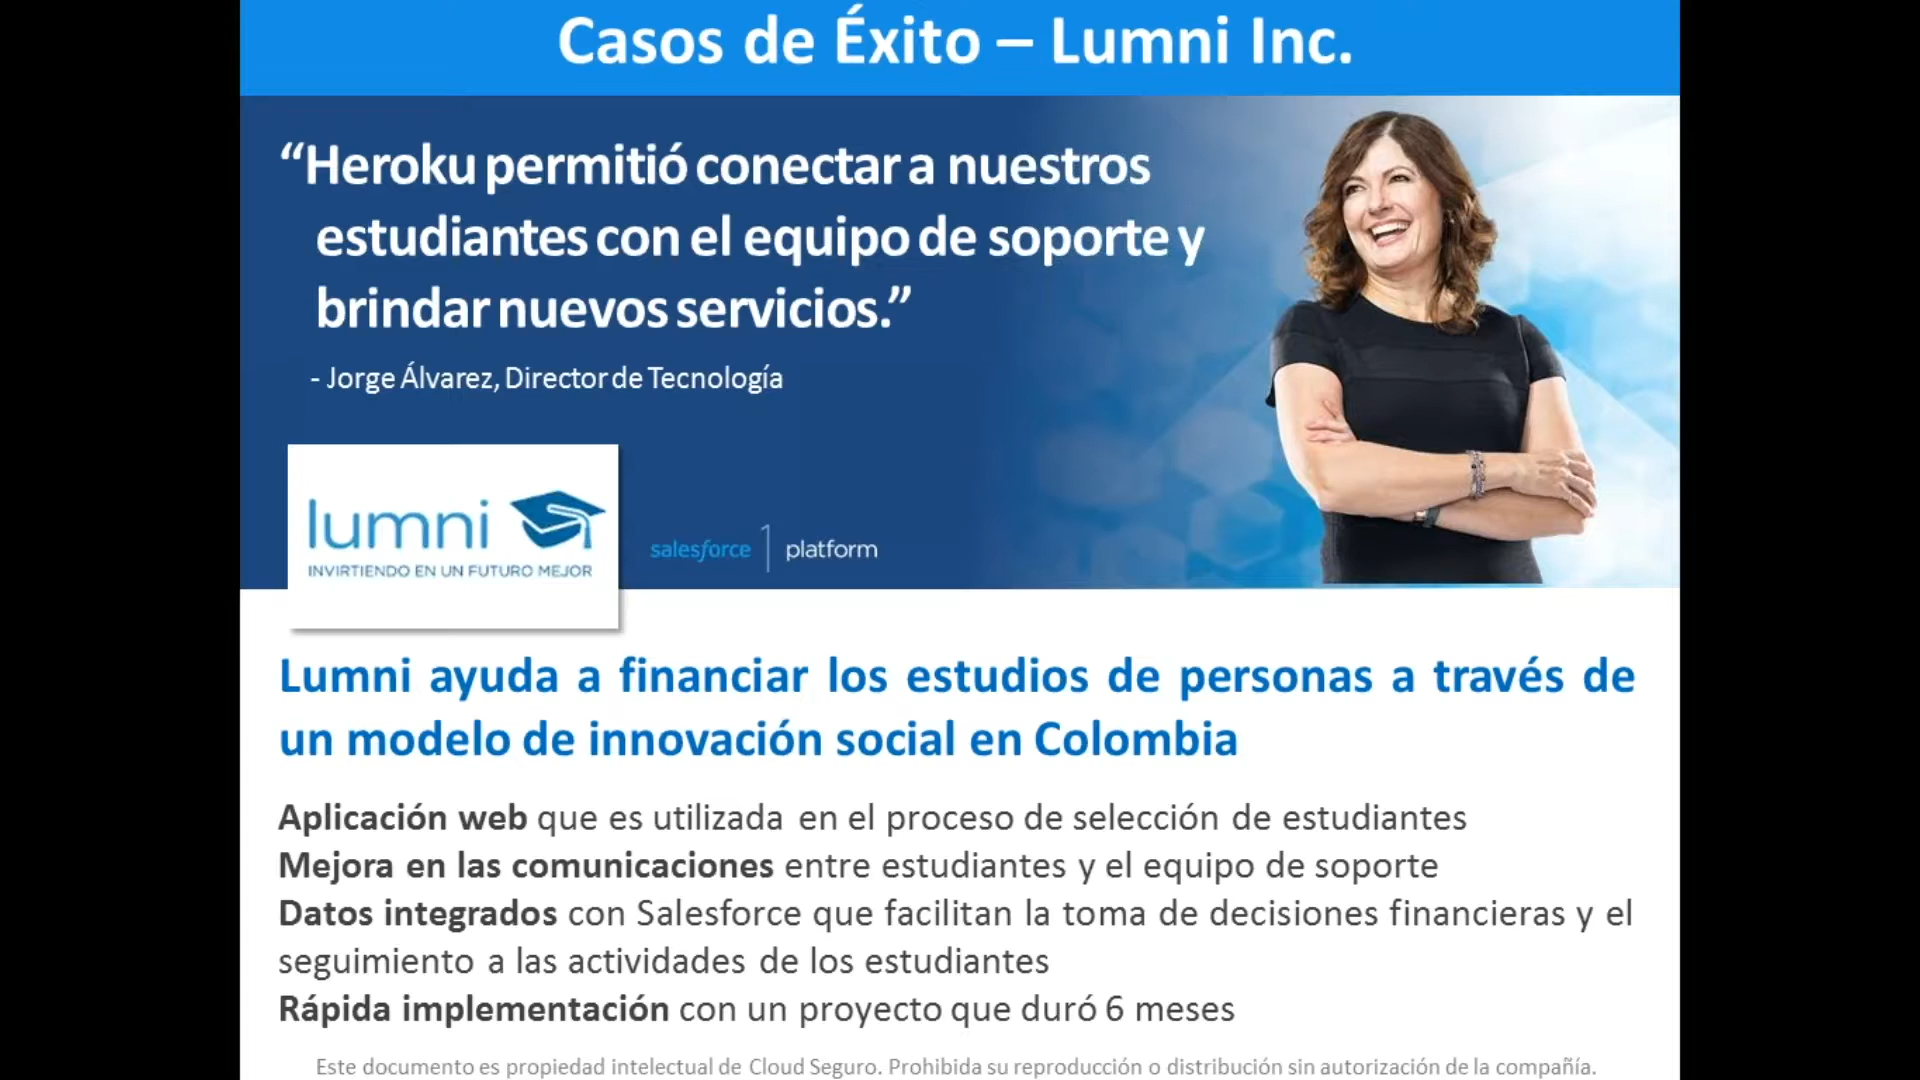 Casos de Éxito – Lumni Inc.
“Heroku permitió conectar a nuestros
estudiantes con el equipo de soporte y
brindar nuevos servicios.”
- Jorge Álvarez, Director de Tecnología
lumni
INVIRTIENDO EN UN FUTURO MEJOR
salesforce1 platform
Lumni ayuda a financiar los estudios de personas a través de
un modelo de innovación social en Colombia
Aplicación web que es utilizada en el proceso de selección de estudiantes
Mejora en las comunicaciones entre estudiantes y el equipo de soporte
Datos integrados con Salesforce que facilitan la toma de decisiones financieras y el
seguimiento a las actividades de los estudiantes
Rápida implementación con un proyecto que duró 6 meses
Este documento es propiedad intelectual de Cloud Seguro. Prohibida su reproducción o distribución sin autorización de la compañía.